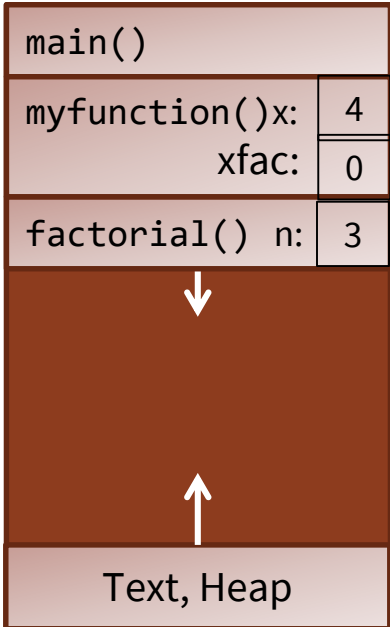 main()
myfunction()x: 4
xfac: 0
factorial() n: 3
Text, Heap